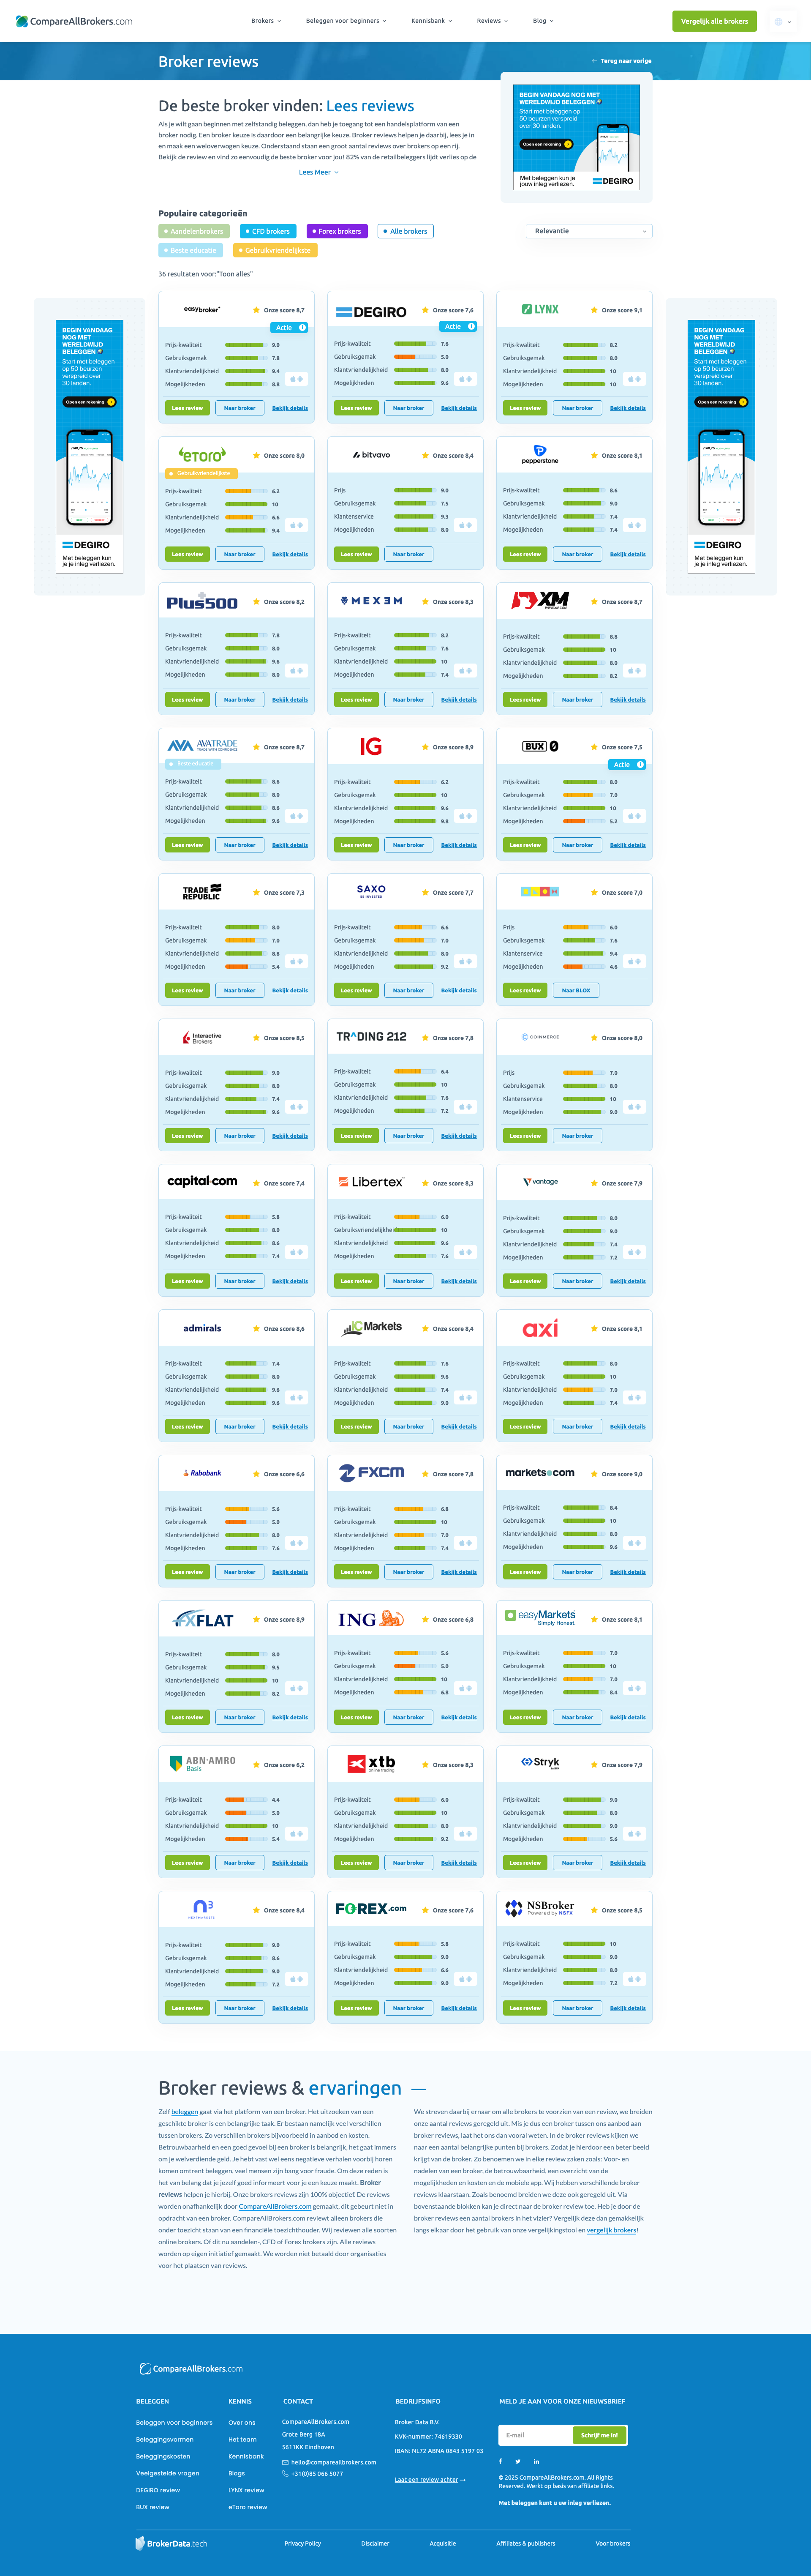 CompareAllBrokers.com
Brokers
Beleggen voor beginners
Kennisbank
Reviews
Blog
Vergelijk alle brokers
Broker reviews
Terug naar vorige
De beste broker vinden: Lees reviews
Als je wilt gaan beginnen met zelfstandig beleggen, dan heb je toegang tot een handelsplatform van een
broker nodig. Een broker keuze is daardoor een belangrijke keuze. Broker reviews helpen je daarbij, lees je in
en maak een weloverwogen keuze. Onderstaand staan een groot aantal reviews over brokers op een rij.
Bekijk de review en vind zo eenvoudig de beste broker voor jou! 82% van de retailbeleggers lijdt verlies op de
Lees Meer
BEGIN VANDAAG NOG MET
WERELDWIJD BELEGGEN
Start met beleggen op
50 beurzen verspreid
over 30 landen.
Open een rekening
Met beleggen kun je
jouw inleg verliezen.
DEGIRO
Populaire categorieën
Aandelenbrokers
CFD brokers
Forex brokers
Alle brokers
Relevantie
Beste educatie
Gebruikvriendelijkste
36 resultaten voor:"Toon alles"
BEGIN VANDAAG
NOG MET
WERELDWIJD
BELEGGEN
Start met beleggen
op 50 beurzen
verspreid over
30 landen.
Open een rekening
DEGIRO
Met beleggen kun
je je inleg verliezen.
BEGIN VANDAAG
NOG MET
WERELDWIJD
BELEGGEN
Start met beleggen
op 50 beurzen
verspreid over
30 landen.
Open een rekening
DEGIRO
Met beleggen kun
je je inleg verliezen.
easybroker Onze score 8,7
Actie
Prijs-kwaliteit 9.0
Gebruiksgemak 7.8
Klantvriendelijkheid 9.4
Mogelijkheden 8.8
Lees review Naar broker Bekijk details
DEGIRO Onze score 7,6
Actie
Prijs-kwaliteit 7.6
Gebruiksgemak 5.0
Klantvriendelijkheid 8.0
Mogelijkheden 9.6
Lees review Naar broker Bekijk details
LYNX Onze score 9,1
Prijs-kwaliteit 8.2
Gebruiksgemak 8.0
Klantvriendelijkheid 10
Mogelijkheden 10
Lees review Naar broker Bekijk details
eToro Onze score 8,0
Gebruikvriendelijkste
Prijs-kwaliteit 6.2
Gebruiksgemak 10
Klantvriendelijkheid 6.6
Mogelijkheden 9.4
Lees review Naar broker Bekijk details
bitvavo Onze score 8,4
Prijs 9.0
Gebruiksgemak 7.5
Klantenservice 9.3
Mogelijkheden 8.0
Lees review Naar broker
pepperstone Onze score 8,1
Prijs-kwaliteit 8.6
Gebruiksgemak 9.0
Klantvriendelijkheid 7.4
Mogelijkheden 7.4
Lees review Naar broker Bekijk details
Plus500 Onze score 8,2
Prijs-kwaliteit 7.8
Gebruiksgemak 8.0
Klantvriendelijkheid 9.6
Mogelijkheden 8.0
Lees review Naar broker Bekijk details
MEXEM Onze score 8,3
Prijs-kwaliteit 8.2
Gebruiksgemak 7.6
Klantvriendelijkheid 10
Mogelijkheden 7.4
Lees review Naar broker Bekijk details
XM Onze score 8,7
Prijs-kwaliteit 8.8
Gebruiksgemak 10
Klantvriendelijkheid 8.0
Mogelijkheden 8.2
Lees review Naar broker Bekijk details
AVATRADE Onze score 8,7
TRADE WITH CONFIDENCE
Beste educatie
Prijs-kwaliteit 8.6
Gebruiksgemak 8.0
Klantvriendelijkheid 8.6
Mogelijkheden 9.6
Lees review Naar broker Bekijk details
IG Onze score 8,9
Prijs-kwaliteit 6.2
Gebruiksgemak 10
Klantvriendelijkheid 9.6
Mogelijkheden 9.8
Lees review Naar broker Bekijk details
BUX 0 Onze score 7,5
Actie
Prijs-kwaliteit 8.0
Gebruiksgemak 7.0
Klantvriendelijkheid 10
Mogelijkheden 5.2
Lees review Naar broker Bekijk details
TRADE REPUBLIC Onze score 7,3
Prijs-kwaliteit 8.0
Gebruiksgemak 7.0
Klantvriendelijkheid 8.8
Mogelijkheden 5.4
Lees review Naar broker Bekijk details
SAXO Onze score 7,7
BE INVESTED
Prijs-kwaliteit 6.6
Gebruiksgemak 7.0
Klantvriendelijkheid 8.0
Mogelijkheden 9.2
Lees review Naar broker Bekijk details
BLOX Onze score 7,0
Prijs 6.0
Gebruiksgemak 7.6
Klantenservice 9.4
Mogelijkheden 4.6
Lees review Naar BLOX
Interactive Brokers Onze score 8,5
Prijs-kwaliteit 9.0
Gebruiksgemak 8.0
Klantvriendelijkheid 7.4
Mogelijkheden 9.6
Lees review Naar broker Bekijk details
TRADING 212 Onze score 7,8
Prijs-kwaliteit 6.4
Gebruiksgemak 10
Klantvriendelijkheid 7.6
Mogelijkheden 7.2
Lees review Naar broker Bekijk details
COINMERCE Onze score 8,0
Prijs 7.0
Gebruiksgemak 8.0
Klantenservice 10
Mogelijkheden 9.0
Lees review Naar broker
capital.com Onze score 7,4
Prijs-kwaliteit 5.8
Gebruiksgemak 8.0
Klantvriendelijkheid 8.6
Mogelijkheden 7.4
Lees review Naar broker Bekijk details
Libertex Onze score 8,3
Prijs-kwaliteit 6.0
Gebruiksvriendelijkhei 10
Klantvriendelijkheid 9.6
Mogelijkheden 7.6
Lees review Naar broker Bekijk details
vantage Onze score 7,9
Prijs-kwaliteit 8.0
Gebruiksgemak 9.0
Klantvriendelijkheid 7.4
Mogelijkheden 7.2
Lees review Naar broker Bekijk details
admirals Onze score 8,6
Prijs-kwaliteit 7.4
Gebruiksgemak 8.0
Klantvriendelijkheid 9.6
Mogelijkheden 9.6
Lees review Naar broker Bekijk details
ICMarkets Onze score 8,4
Prijs-kwaliteit 7.6
Gebruiksgemak 9.6
Klantvriendelijkheid 7.4
Mogelijkheden 9.0
Lees review Naar broker Bekijk details
axi Onze score 8,1
Prijs-kwaliteit 8.0
Gebruiksgemak 10
Klantvriendelijkheid 7.0
Mogelijkheden 7.4
Lees review Naar broker Bekijk details
Rabobank Onze score 6,6
Prijs-kwaliteit 5.6
Gebruiksgemak 5.0
Klantvriendelijkheid 8.0
Mogelijkheden 7.6
Lees review Naar broker Bekijk details
FXCM Onze score 7,8
Prijs-kwaliteit 6.8
Gebruiksgemak 10
Klantvriendelijkheid 7.0
Mogelijkheden 7.4
Lees review Naar broker Bekijk details
markets.com Onze score 9,0
Prijs-kwaliteit 8.4
Gebruiksgemak 10
Klantvriendelijkheid 8.0
Mogelijkheden 9.6
Lees review Naar broker Bekijk details
FXFLAT Onze score 8,9
Prijs-kwaliteit 8.0
Gebruiksgemak 9.5
Klantvriendelijkheid 10
Mogelijkheden 8.2
Lees review Naar broker Bekijk details
ING Onze score 6,8
Prijs-kwaliteit 5.6
Gebruiksgemak 5.0
Klantvriendelijkheid 10
Mogelijkheden 6.8
Lees review Naar broker Bekijk details
easyMarkets Onze score 8,1
Simply Honest.
Prijs-kwaliteit 7.0
Gebruiksgemak 10
Klantvriendelijkheid 7.0
Mogelijkheden 8.4
Lees review Naar broker Bekijk details
ABN·AMRO Onze score 6,2
Basis
Prijs-kwaliteit 4.4
Gebruiksgemak 5.0
Klantvriendelijkheid 10
Mogelijkheden 5.4
Lees review Naar broker Bekijk details
xtb Onze score 8,3
online trading
Prijs-kwaliteit 6.0
Gebruiksgemak 10
Klantvriendelijkheid 8.0
Mogelijkheden 9.2
Lees review Naar broker Bekijk details
Stryk Onze score 7,9
Prijs-kwaliteit 9.0
Gebruiksgemak 8.0
Klantvriendelijkheid 9.0
Mogelijkheden 5.6
Lees review Naar broker Bekijk details
Onze score 8,4
Prijs-kwaliteit 9.0
Gebruiksgemak 8.6
Klantvriendelijkheid 9.0
Mogelijkheden 7.2
Lees review Naar broker Bekijk details
FOREX.com Onze score 7,6
Prijs-kwaliteit 5.8
Gebruiksgemak 9.0
Klantvriendelijkheid 6.6
Mogelijkheden 9.0
Lees review Naar broker Bekijk details
NSBroker Onze score 8,5
Powered by NSFX
Prijs-kwaliteit 10
Gebruiksgemak 9.0
Klantvriendelijkheid 8.0
Mogelijkheden 7.2
Lees review Naar broker Bekijk details
Broker reviews & ervaringen
Zelf beleggen gaat via het platform van een broker. Het uitzoeken van een
geschikte broker is een belangrijke taak. Er bestaan namelijk veel verschillen
tussen brokers. Zo verschillen brokers bijvoorbeeld in aanbod en kosten.
Betrouwbaarheid en een goed gevoel bij een broker is belangrijk, het gaat immers
om je welverdiende geld. Je hebt vast wel eens negatieve verhalen voorbij horen
komen omtrent beleggen, veel mensen zijn bang voor fraude. Om deze reden is
het van belang dat je jezelf goed informeert voor je een keuze maakt. Broker
reviews helpen je hierbij. Onze brokers reviews zijn 100% objectief. De reviews
worden onafhankelijk door CompareAllBrokers.com gemaakt, dit gebeurt niet in
opdracht van een broker. CompareAllBrokers.com reviewt alleen brokers die
onder toezicht staan van een financiële toezichthouder. Wij reviewen alle soorten
online brokers. Of dit nu aandelen-, CFD of Forex brokers zijn. Alle reviews
worden op eigen initiatief gemaakt. We worden niet betaald door organisaties
voor het plaatsen van reviews.
We streven daarbij ernaar om alle brokers te voorzien van een review, we breiden
onze aantal reviews geregeld uit. Mis je dus een broker tussen ons aanbod aan
broker reviews, laat het ons dan vooral weten. In de broker reviews kijken we
naar een aantal belangrijke punten bij brokers. Zodat je hierdoor een beter beeld
krijgt van de broker. Zo benoemen we in elke review zaken zoals: Voor- en
nadelen van een broker, de betrouwbaarheid, een overzicht van de
mogelijkheden en kosten en de mobiele app. Wij hebben verschillende broker
reviews klaarstaan. Zoals benoemd breiden we deze ook geregeld uit. Via
bovenstaande blokken kan je direct naar de broker review toe. Heb je door de
broker reviews een aantal brokers in het vizier? Vergelijk deze dan gemakkelijk
langs elkaar door het gebruik van onze vergelijkingstool en vergelijk brokers!
CompareAllBrokers.com
BELEGGEN
Beleggen voor beginners
Beleggingsvormen
Beleggingskosten
Veelgestelde vragen
DEGIRO review
BUX review
KENNIS
Over ons
Het team
Kennisbank
Blogs
LYNX review
eToro review
CONTACT
CompareAllBrokers.com
Grote Berg 18A
5611KK Eindhoven
hello@compareallbrokers.com
+31(0)85 066 5077
BEDRIJFSINFO
Broker Data B.V.
KVK-nummer: 74619330
IBAN: NL72 ABNA 0843 5197 03
Laat een review achter
MELD JE AAN VOOR ONZE NIEUWSBRIEF
E-mail
Schrijf me in!
© 2025 CompareAllBrokers.com. All Rights
Reserved. Werkt op basis van affiliate links.
Met beleggen kunt u uw inleg verliezen.
BrokerData.tech
Privacy Policy
Disclaimer
Acquisitie
Affiliates & publishers
Voor brokers